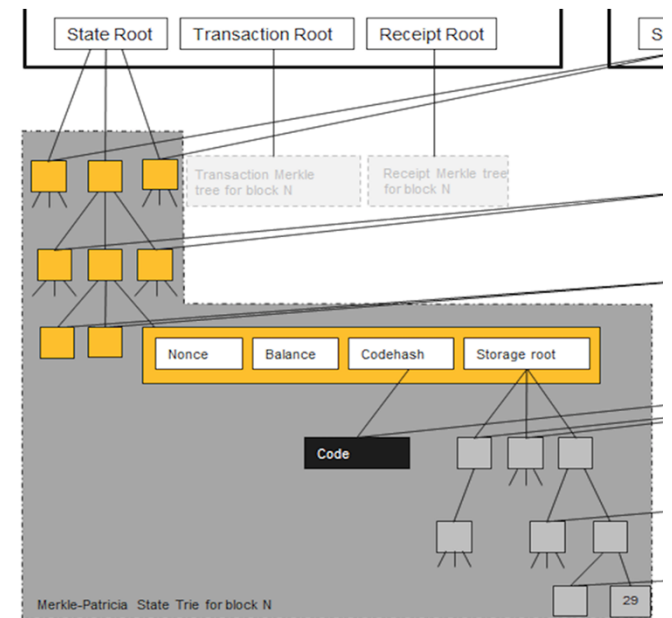 State Root
Transaction Root
Receipt Root
S
Transaction Merkle
tree for block N
Receipt Merkle tree
for block N
Nonce
Balance
Codehash
Storage root
Code
29
Merkle-Patricia State Trie for block N